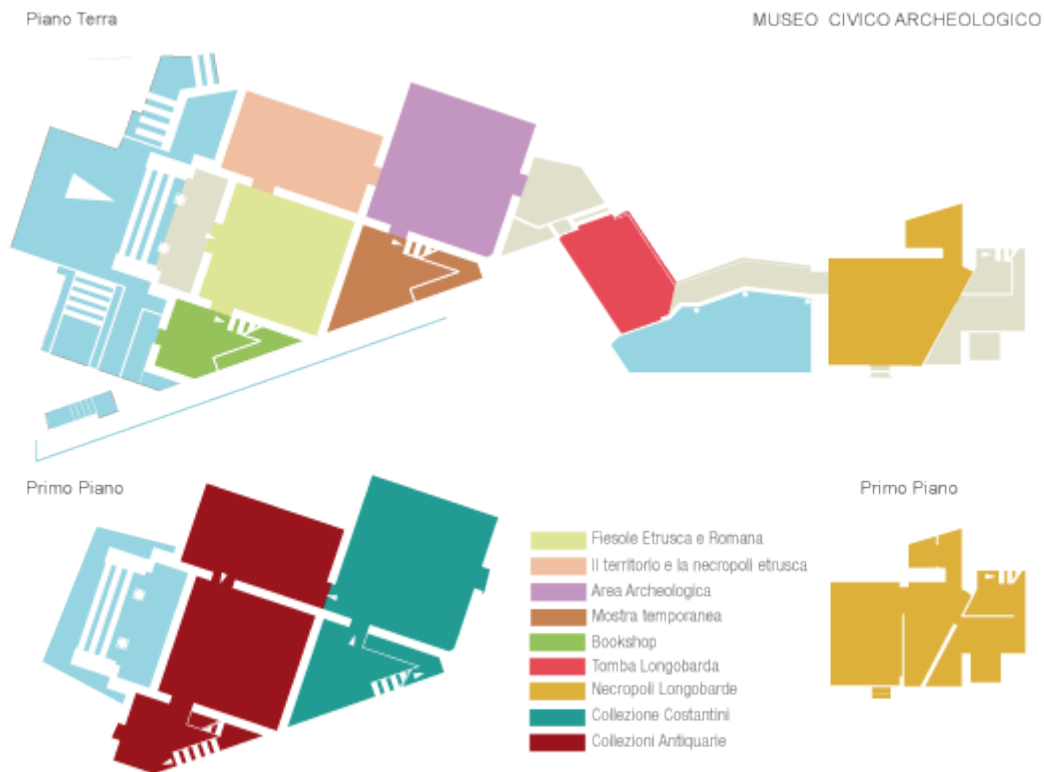 Piano Terra
MUSEO CIVICO ARCHEOLOGICO
Primo Piano
Primo Piano
Fiesole Etrusca e Romana
Il territorio e la necropoli etrusca
Area Archeologica
Mostra temporanea
Bookshop
Tomba Longobarda
Necropoli Longobarde
Collezione Costantini
Collezioni Antiquarie